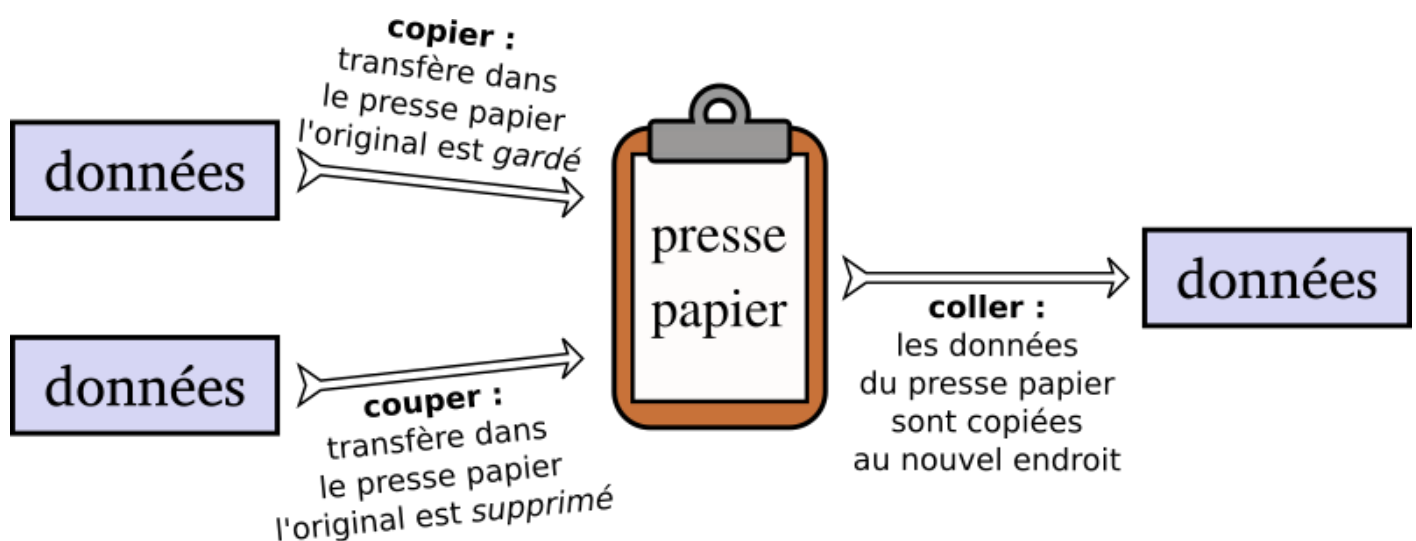 copier :
transfère dans
le presse papier
l'original est gardé
données
presse
papier
données
données
couper :
transfère dans
le presse papier
l'original est supprimé
coller :
les données
du presse papier
sont copiées
au nouvel endroit